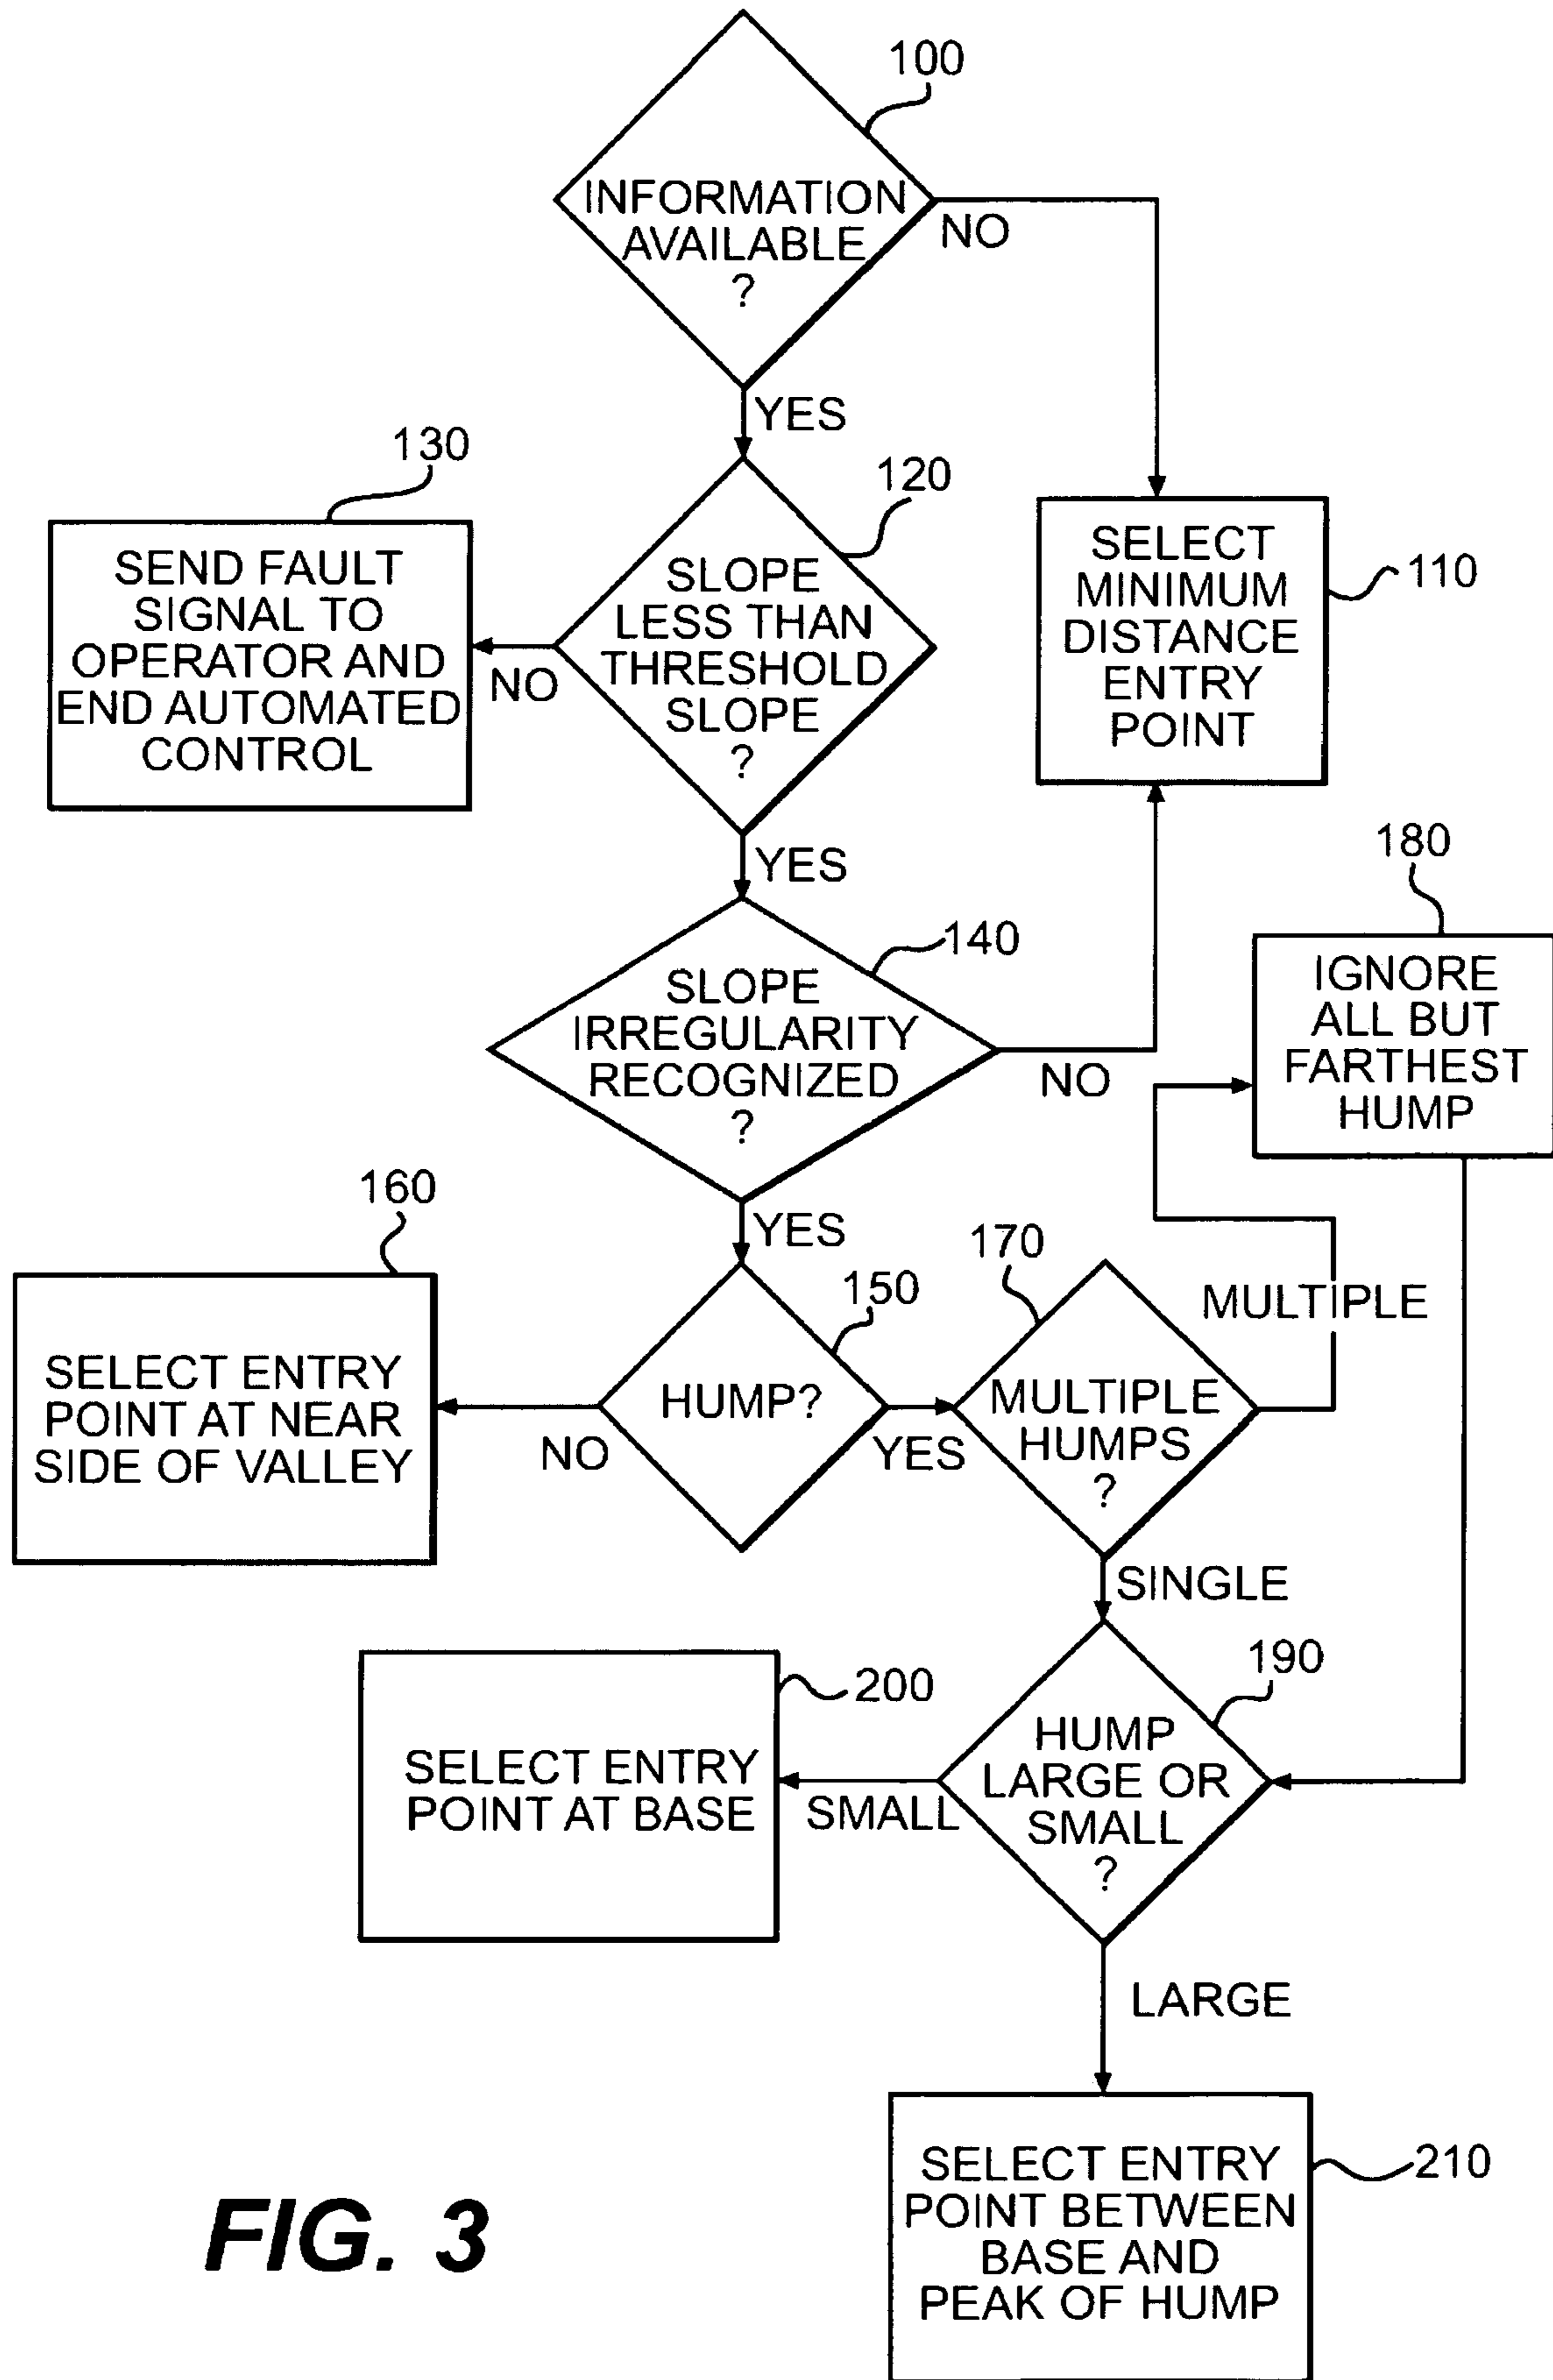 100
INFORMATION
AVAILABLE
?
NO
YES
130
120
SEND FAULT
SIGNAL TO
OPERATOR AND
END AUTOMATED
CONTROL
NO
SLOPE
LESS THAN
THRESHOLD
SLOPE
?
SELECT
MINIMUM
DISTANCE
ENTRY
POINT
110
YES
140
SLOPE
IRREGULARITY
RECOGNIZED
?
NO
180
IGNORE
ALL BUT
FARTHEST
HUMP
160
YES
150
170
MULTIPLE
SELECT ENTRY
POINT AT NEAR
SIDE OF VALLEY
NO
HUMP?
YES
MULTIPLE
HUMPS
?
SINGLE
200
190
SELECT ENTRY
POINT AT BASE
SMALL
HUMP
LARGE OR
SMALL
?
LARGE
SELECT ENTRY
POINT BETWEEN
BASE AND
PEAK OF HUMP
210
FIG. 3